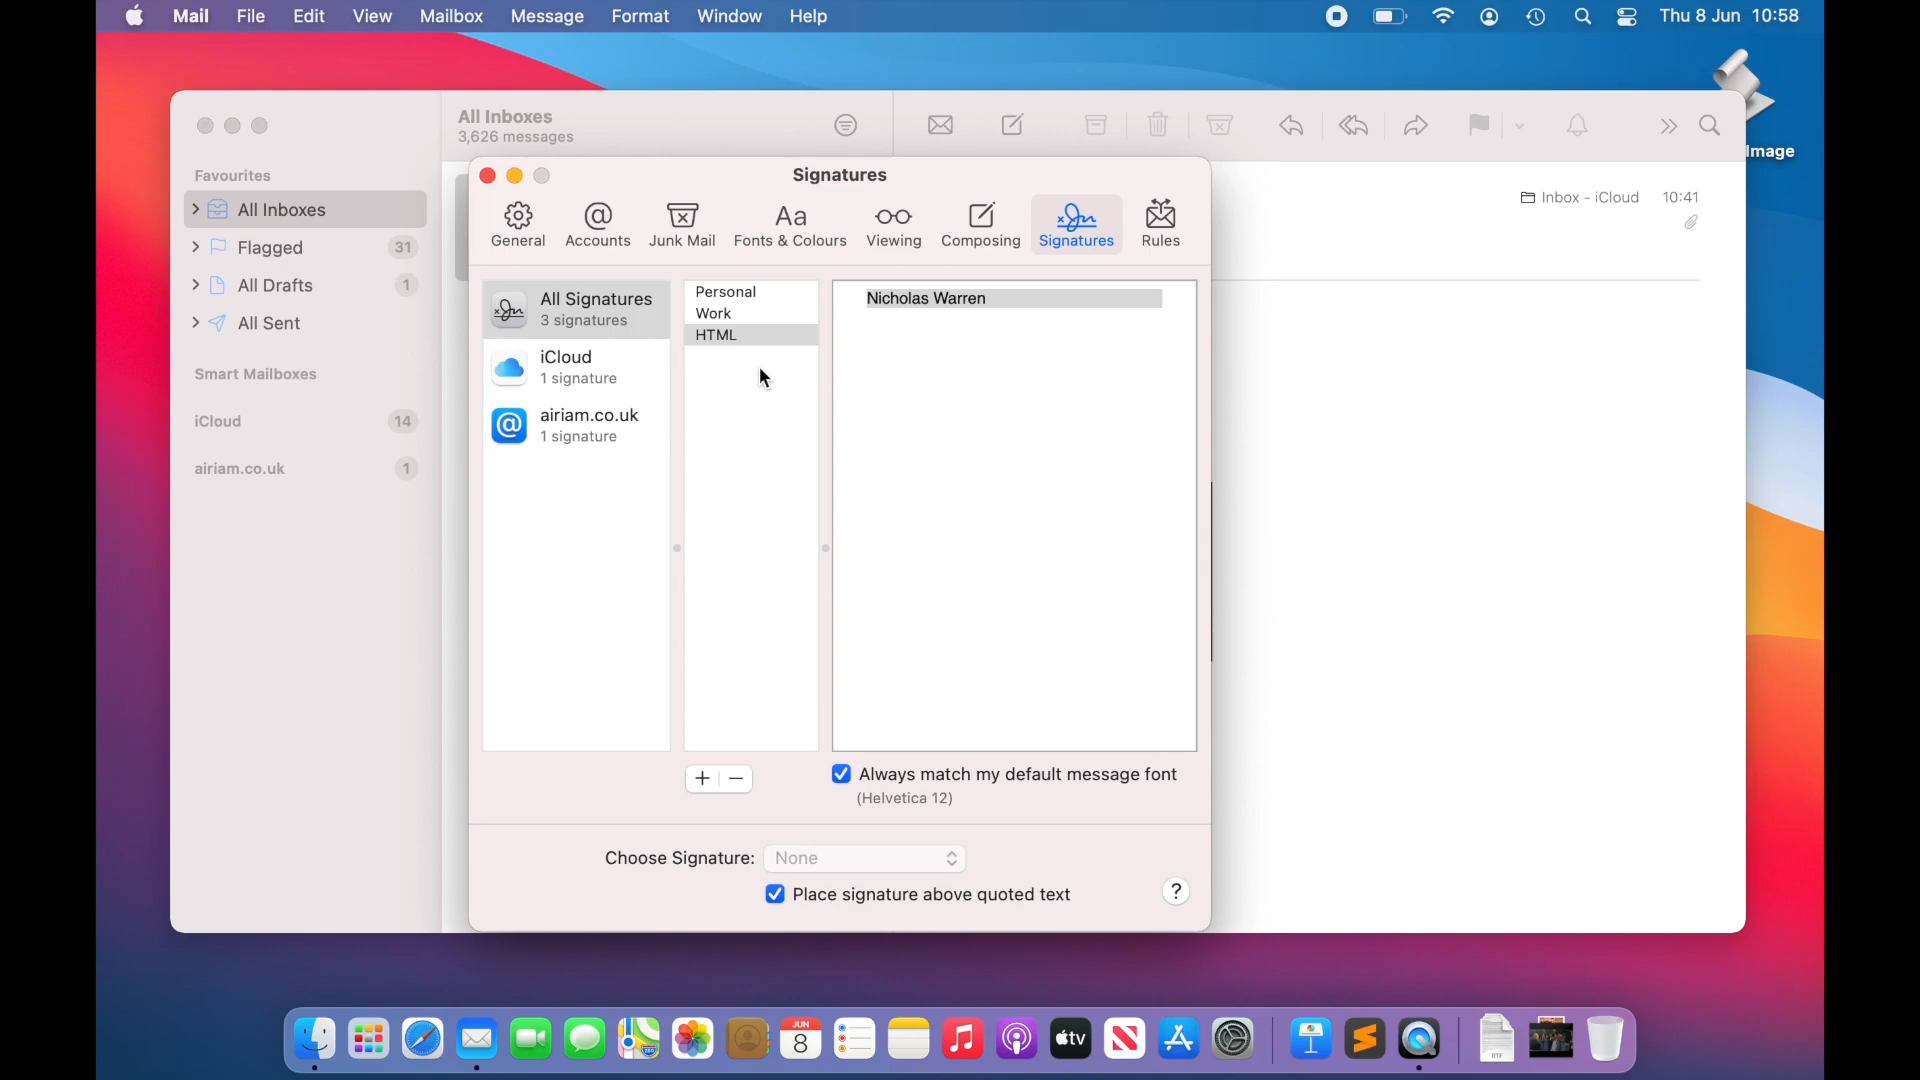 Mail File Edit View Mailbox Message Format Window Help
Thu 8 Jun 10:58
Image
All Inboxes
3,626 messages
Favourites
All Inboxes
Flagged 31
All Drafts 1
All Sent
Smart Mailboxes
iCloud 14
airiam.co.uk 1
Inbox - iCloud 10:41
Signatures
General Accounts Junk Mail Fonts & Colours Viewing Composing Signatures Rules
All Signatures
3 signatures
iCloud
1 signature
airiam.co.uk
1 signature
Personal
Work
HTML
Nicholas Warren
+ −
Always match my default message font
(Helvetica 12)
Choose Signature: None
Place signature above quoted text
?
JUN
8
tv
RTF